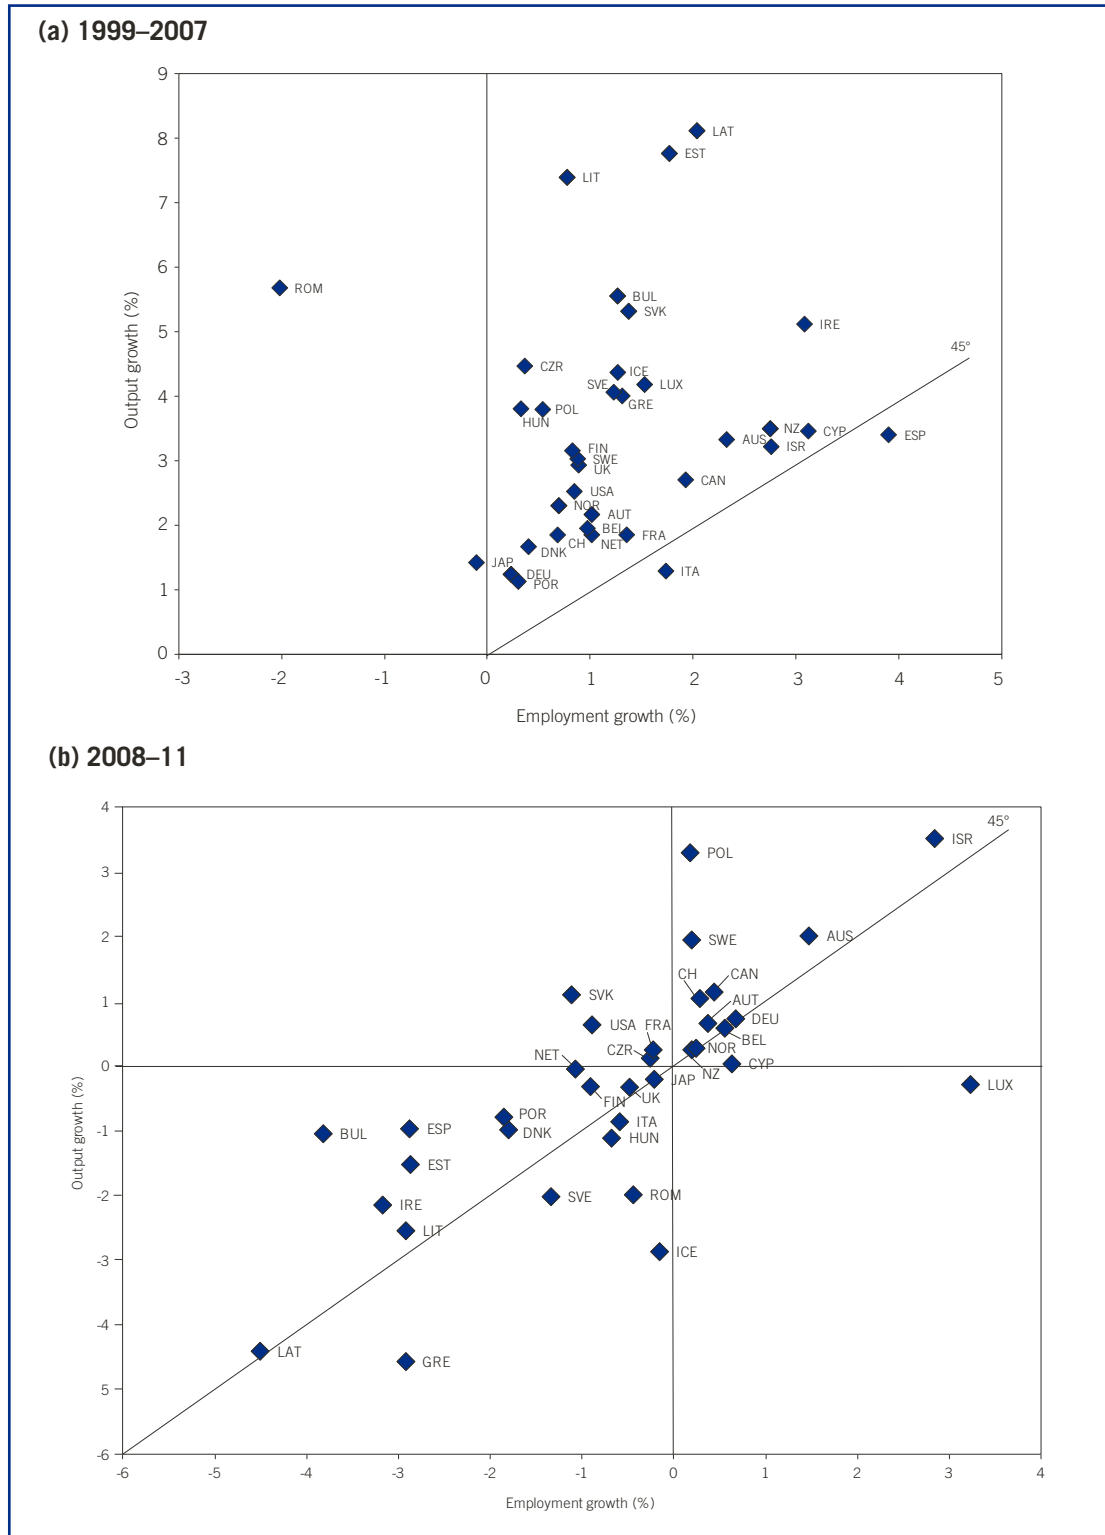 (a) 1999–2007
9
LAT
8
EST
LIT
7
6
ROM
BUL
SVK
IRE
5
45°
CZR
ICE
SVE
LUX
4
GRE
POL
HUN
NZ
CYP
ESP
AUS
FIN
ISR
3
SWE
UK
CAN
USA
NOR
AUT
2
BEL
CH
NET
FRA
DNK
JAP
DEU
ITA
POR
1
0
Output growth (%)
-3 -2 -1 0 1 2 3 4 5
Employment growth (%)
(b) 2008–11
4
45°
ISR
POL
3
2
SWE
AUS
CH
CAN
SVK
AUT
1
USA
FRA
DEU
BEL
CZR
NOR
NET
0
CYP
NZ
JAP
LUX
FIN
UK
POR
ITA
-1
BUL
ESP
DNK
HUN
EST
-2
SVE
ROM
IRE
LIT
ICE
-3
-4
LAT
GRE
5
-6
Output growth (%)
-6 -5 -4 -3 -2 -1 0 1 2 3 4
Employment growth (%)